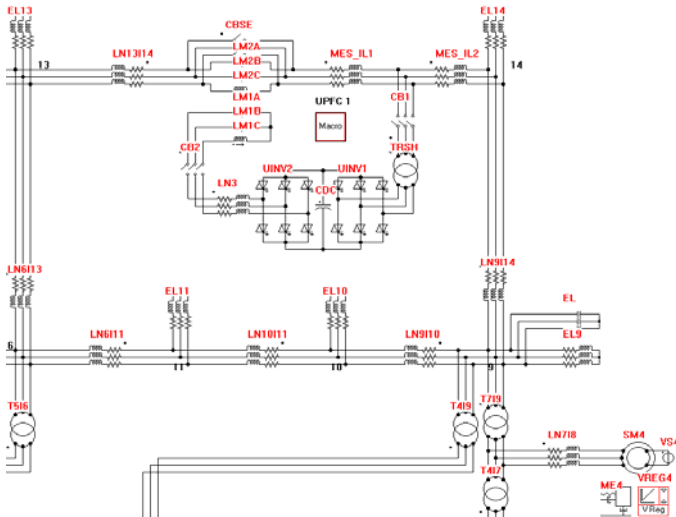 EL13
EL14
CBSE
LN13I14
LM2A
MES_IL1
MES_IL2
13
14
LM2B
LM2C
LM1A
UPFC 1
CB1
LM1B
LM1C
Macro
CB2
TRSH
UINV2
UINV1
LN3
CDC
LN6I13
LN9I14
EL11
EL10
EL
LN6I11
LN10I11
LN9I10
EL9
6
11
10
9
T5I6
T4I9
T7I9
LN7I8
SM4
VS4
T4I7
ME4
VREG4
V Reg